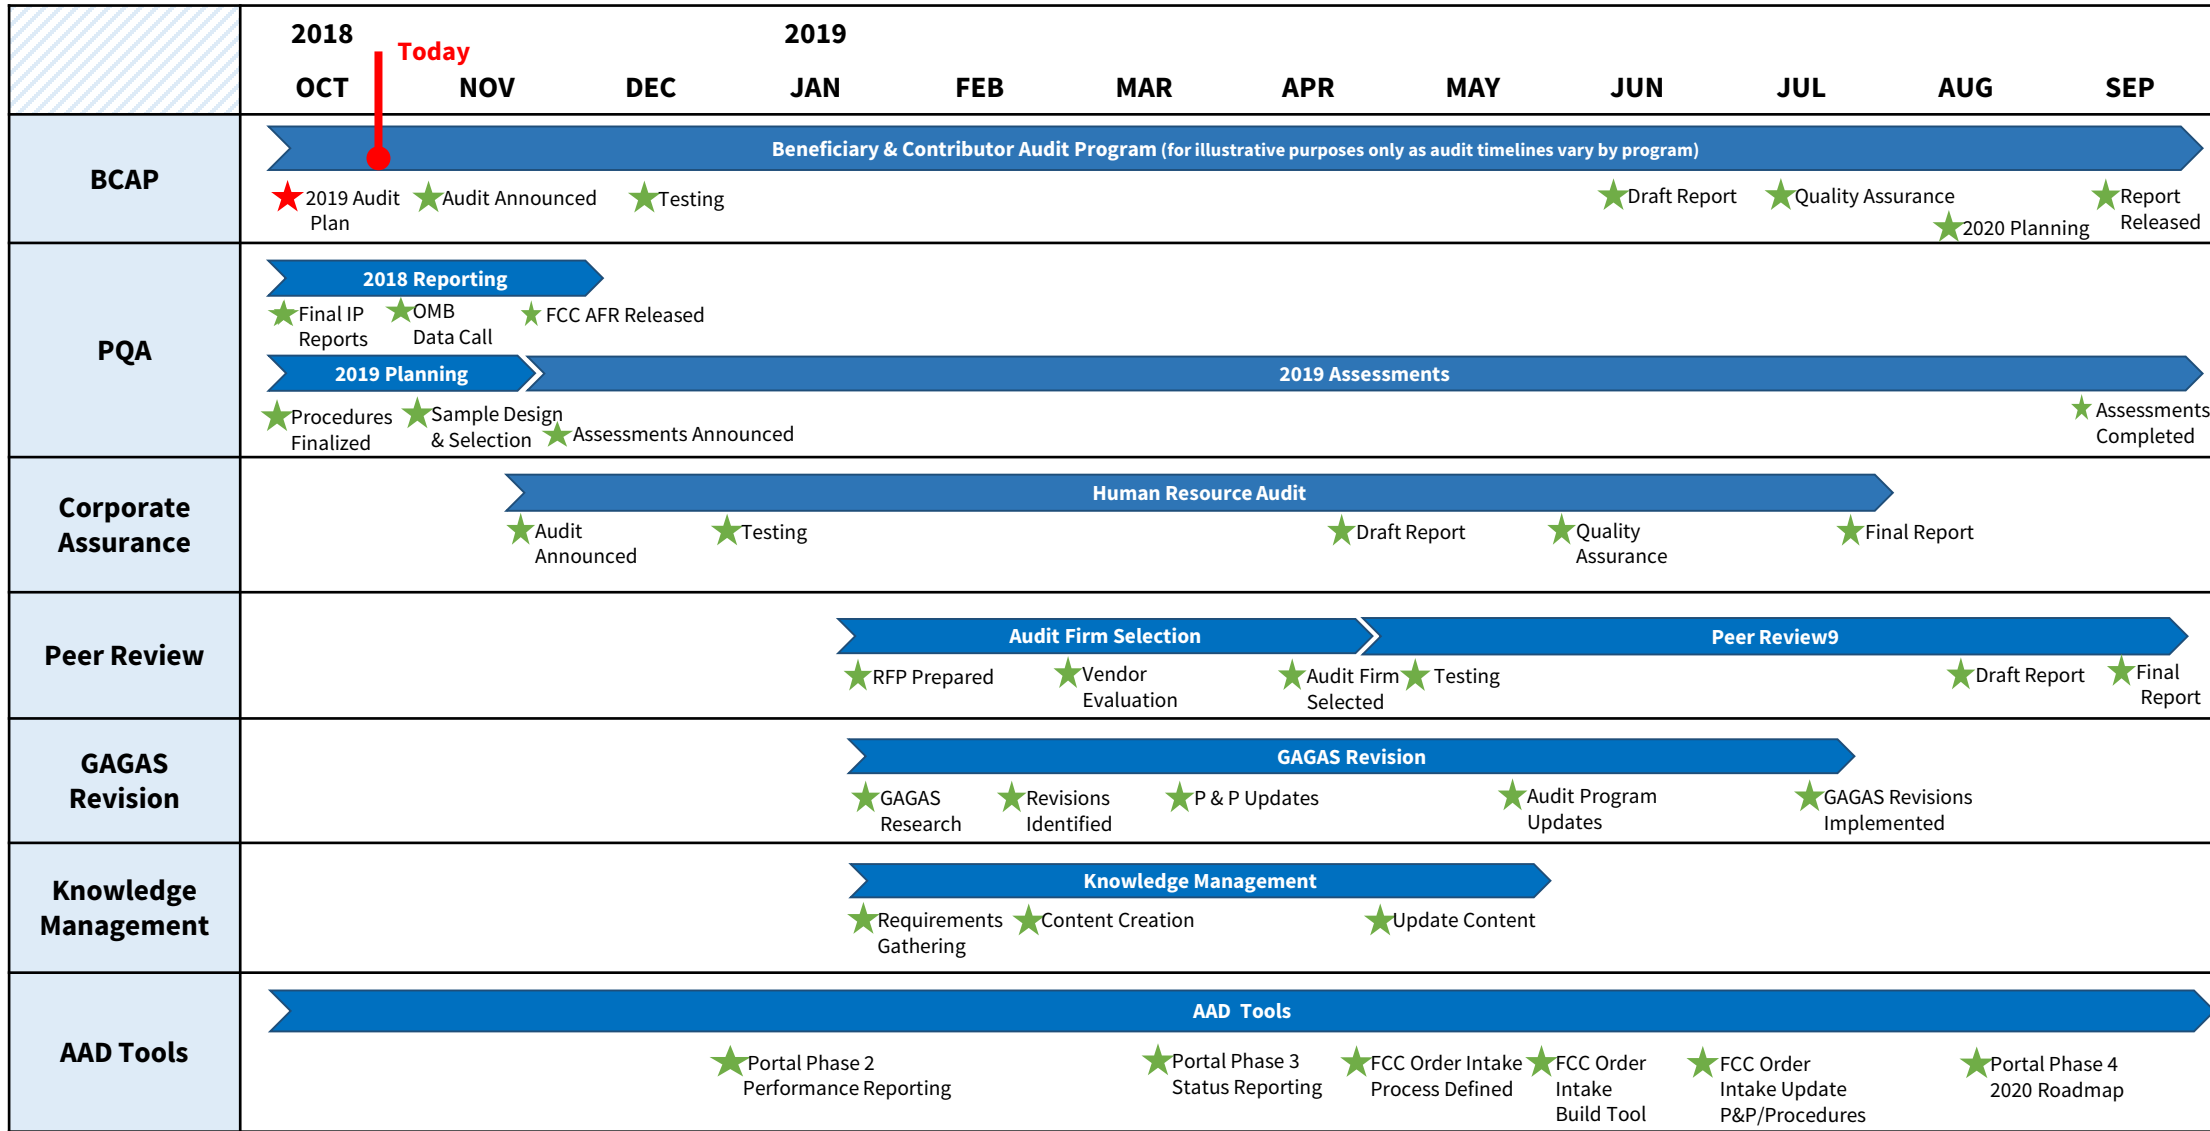 2018
2019
Today
OCT
NOV
DEC
JAN
FEB
MAR
APR
MAY
JUN
JUL
AUG
SEP
BCAP
Beneficiary & Contributor Audit Program (for illustrative purposes only as audit timelines vary by program)
2019 Audit
Plan
Audit Announced
Testing
Draft Report
Quality Assurance
2020 Planning
Report
Released
PQA
2018 Reporting
Final IP
Reports
OMB
Data Call
FCC AFR Released
2019 Planning
2019 Assessments
Procedures
Finalized
Sample Design
& Selection
Assessments Announced
Assessments
Completed
Corporate
Assurance
Human Resource Audit
Audit
Announced
Testing
Draft Report
Quality
Assurance
Final Report
Peer Review
Audit Firm Selection
Peer Review9
RFP Prepared
Vendor
Evaluation
Audit Firm
Selected
Testing
Draft Report
Final
Report
GAGAS
Revision
GAGAS Revision
GAGAS
Research
Revisions
Identified
P & P Updates
Audit Program
Updates
GAGAS Revisions
Implemented
Knowledge
Management
Knowledge Management
Requirements
Gathering
Content Creation
Update Content
AAD Tools
AAD Tools
Portal Phase 2
Performance Reporting
Portal Phase 3
Status Reporting
FCC Order Intake
Process Defined
FCC Order
Intake
Build Tool
FCC Order
Intake Update
P&P/Procedures
Portal Phase 4
2020 Roadmap